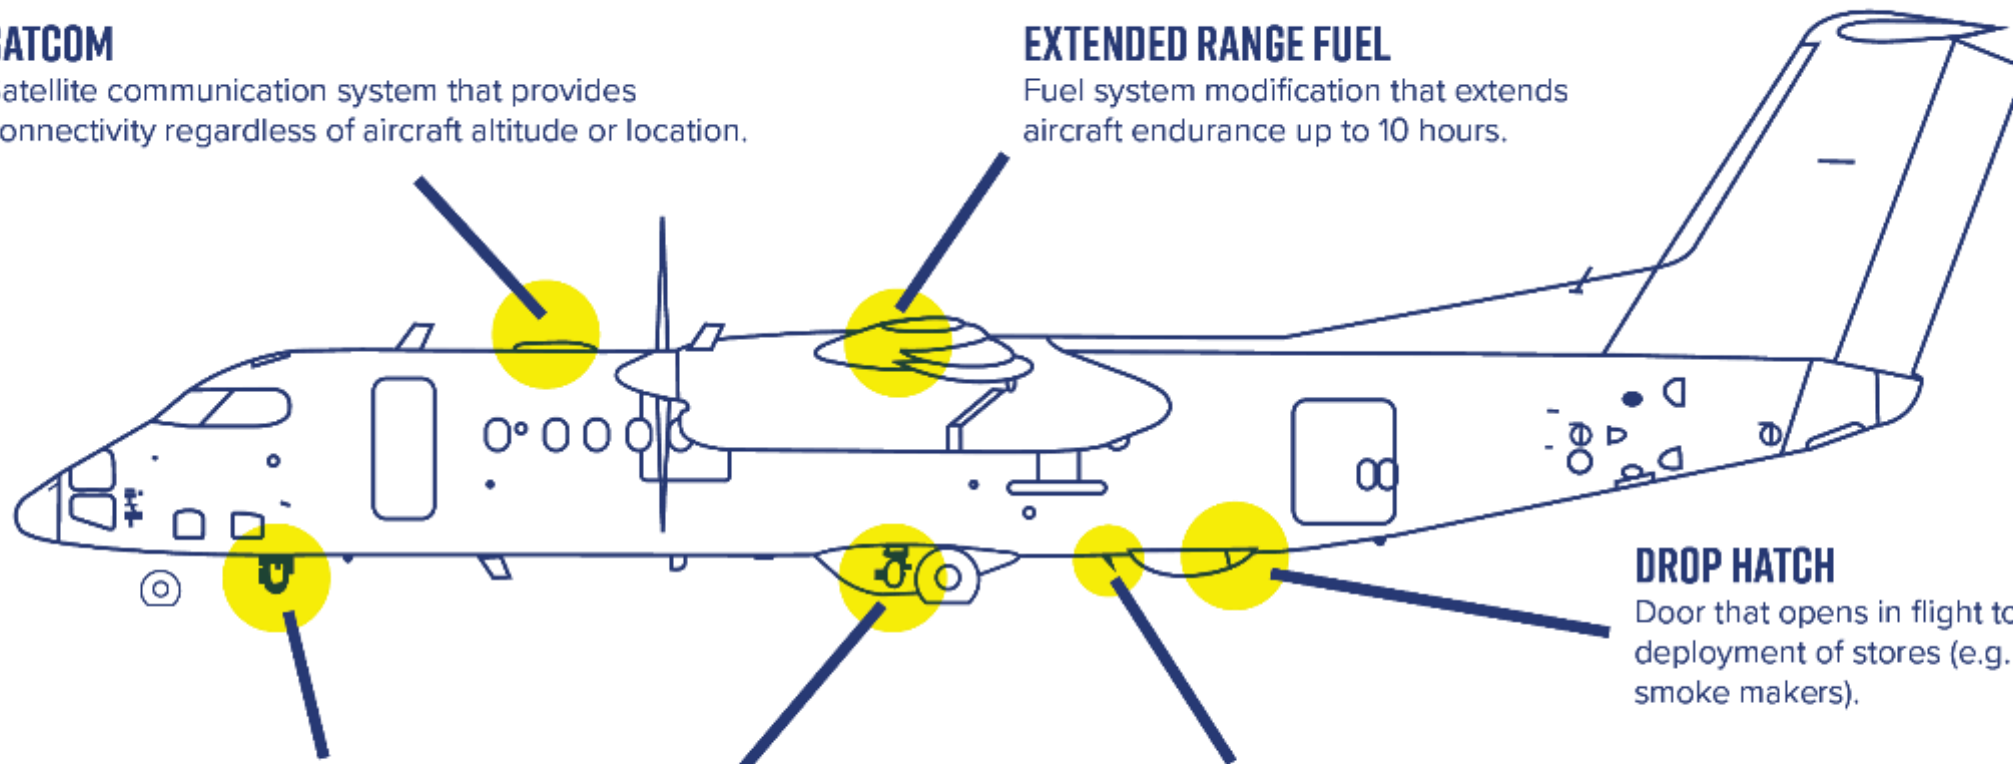 SATCOM
atellite communication system that provides
onnectivity regardless of aircraft altitude or location.
EXTENDED RANGE FUEL
Fuel system modification that extends
aircraft endurance up to 10 hours.
DROP HATCH
Door that opens in flight to
deployment of stores (e.g.
smoke makers).